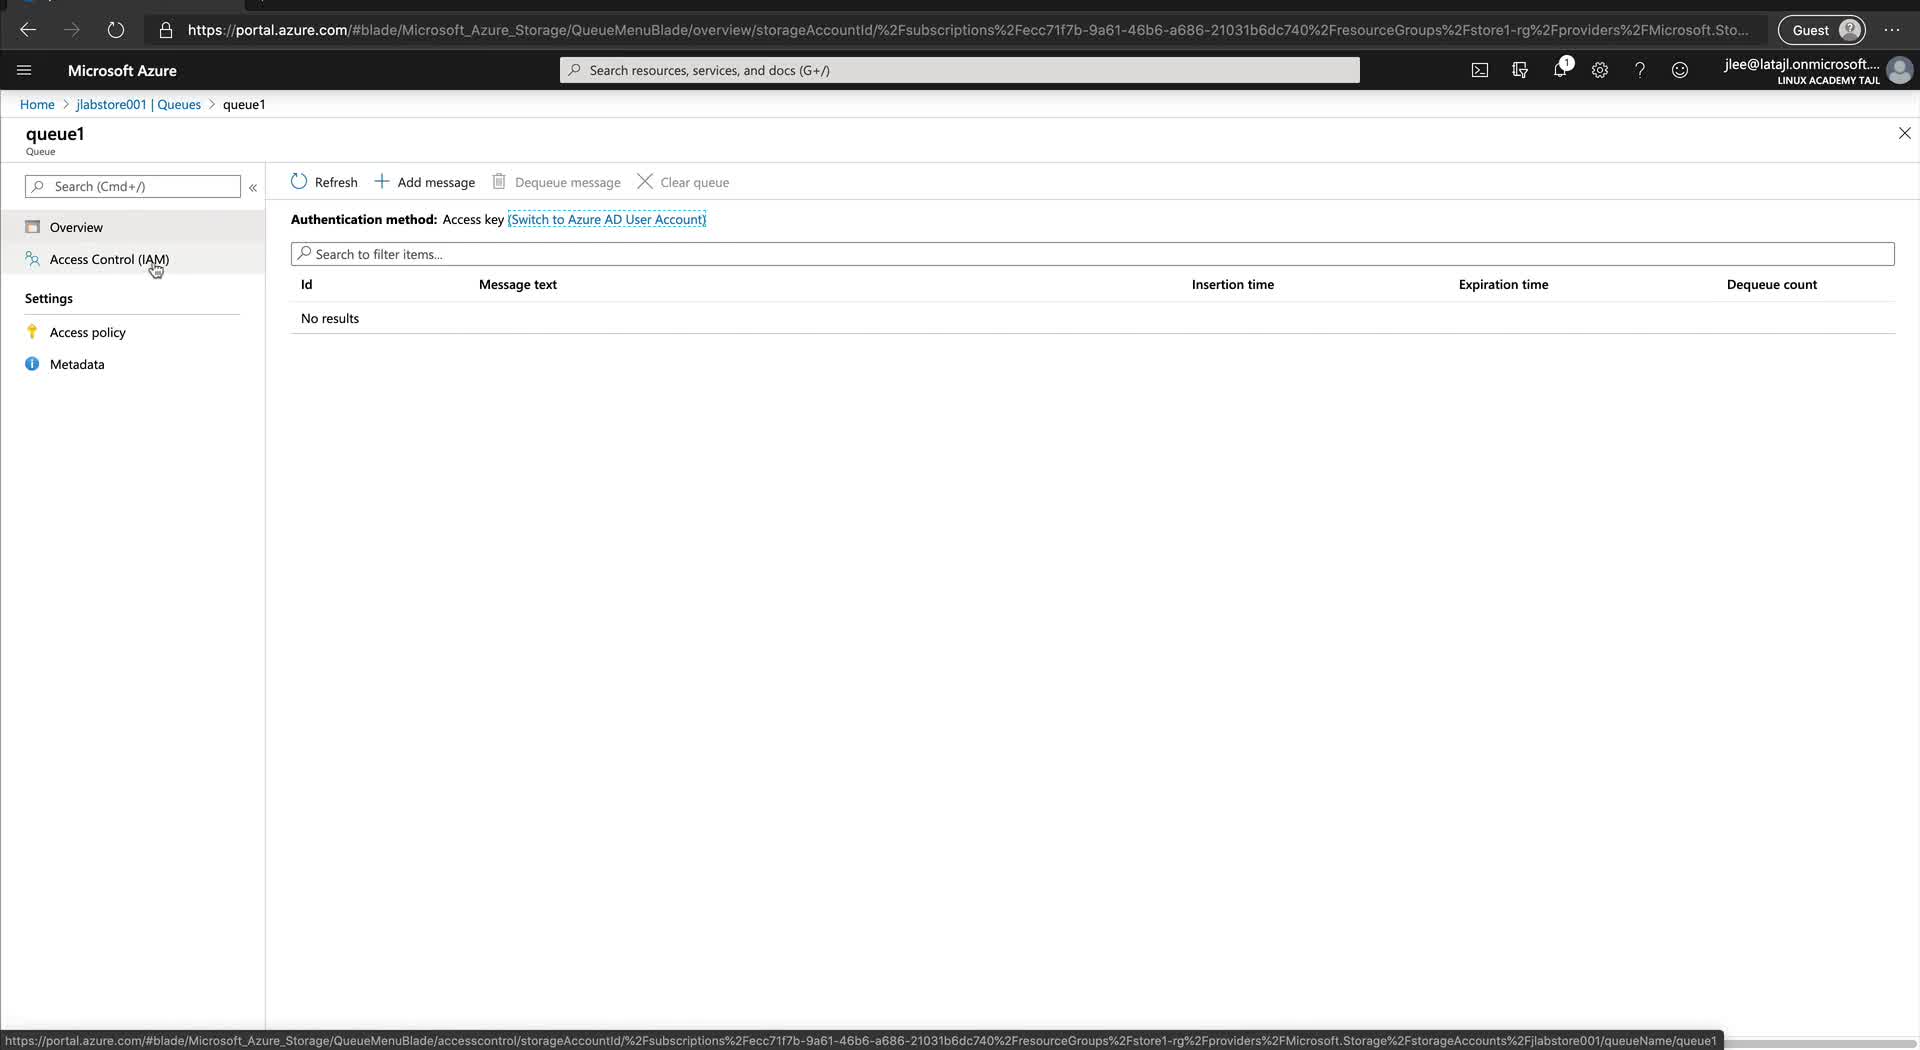 https://portal.azure.com/#blade/Microsoft_Azure_Storage/QueueMenuBlade/overview/storageAccountId/%2Fsubscriptions%2Fecc71f7b-9a61-46b6-a686-21031b6dc740%2FresourceGroups%2Fstore1-rg%2Fproviders%2FMicrosoft.Sto...
Guest
Microsoft Azure
Search resources, services, and docs (G+/)
1
jlee@latajl.onmicrosoft....
LINUX ACADEMY TAJL
Home > jlabstore001 | Queues > queue1
queue1
Queue
Search (Cmd+/)
Overview
Access Control (IAM)
Settings
Access policy
Metadata
Refresh
Add message
Dequeue message
Clear queue
Authentication method: Access key (Switch to Azure AD User Account)
Search to filter items...
Id Message text Insertion time Expiration time Dequeue count
No results
https://portal.azure.com/#blade/Microsoft_Azure_Storage/QueueMenuBlade/accesscontrol/storageAccountId/%2Fsubscriptions%2Fecc71f7b-9a61-46b6-a686-21031b6dc740%2FresourceGroups%2Fstore1-rg%2Fproviders%2FMicrosoft.Storage%2FstorageAccounts%2Fjlabstore001/queueName/queue1